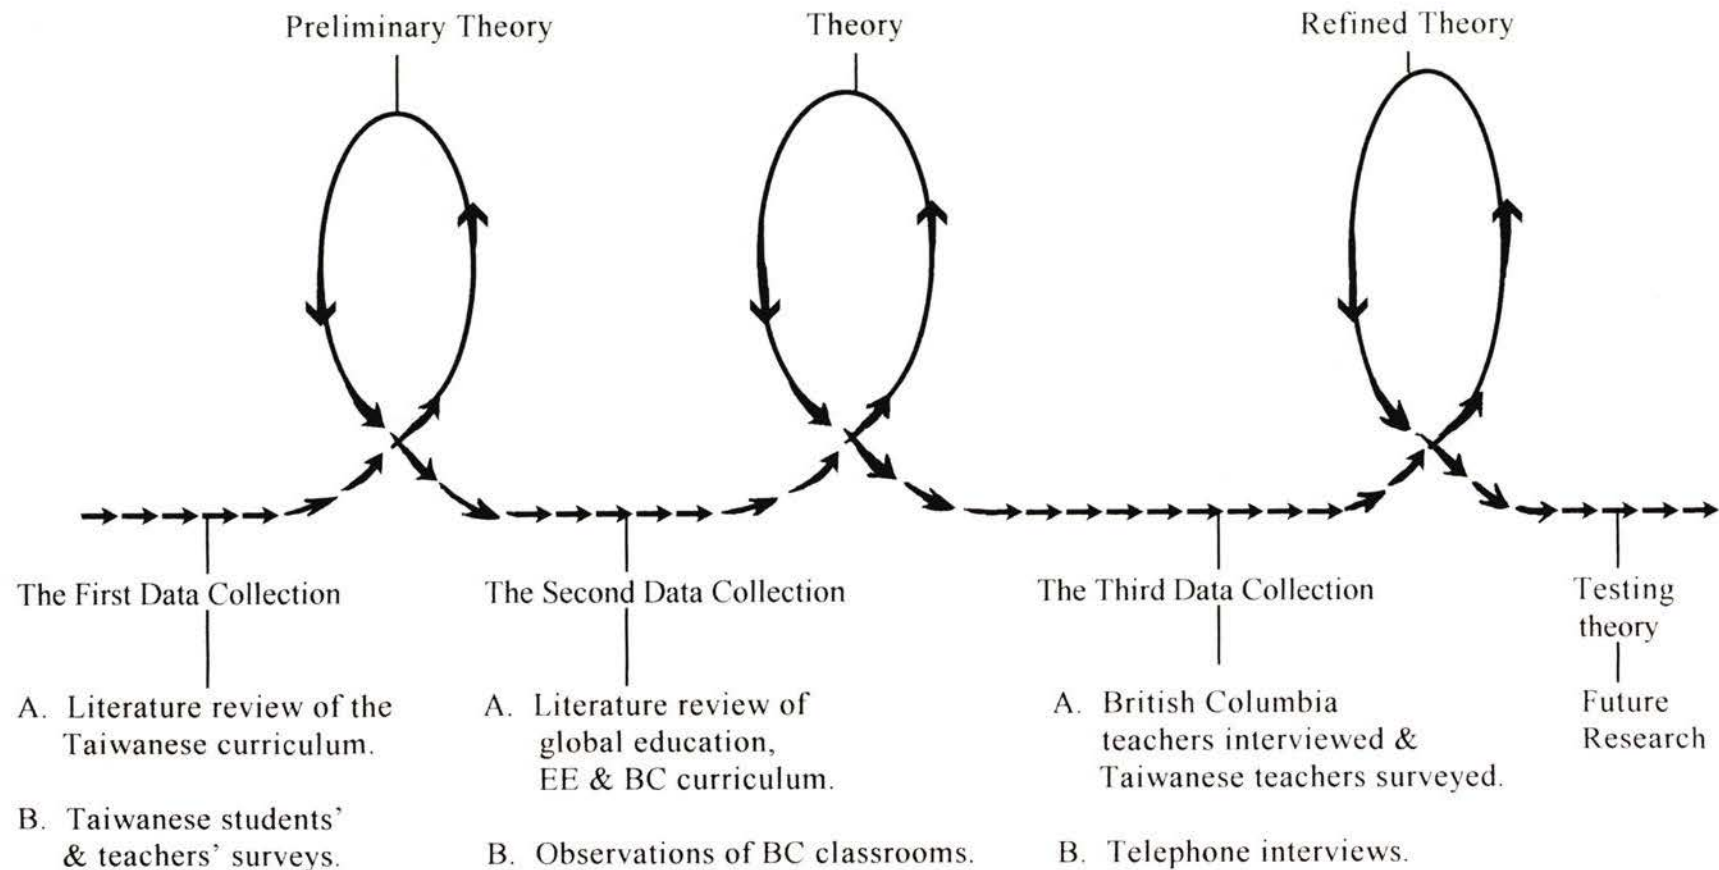 Preliminary Theory
Theory
Refined Theory
The First Data Collection
A. Literature review of the
Taiwanese curriculum.
B. Taiwanese students’
& teachers’ surveys.
The Second Data Collection
A. Literature review of
global education,
EE & BC curriculum.
B. Observations of BC classrooms.
The Third Data Collection
A. British Columbia
teachers interviewed &
Taiwanese teachers surveyed.
B. Telephone interviews.
Testing
theory
Future
Research